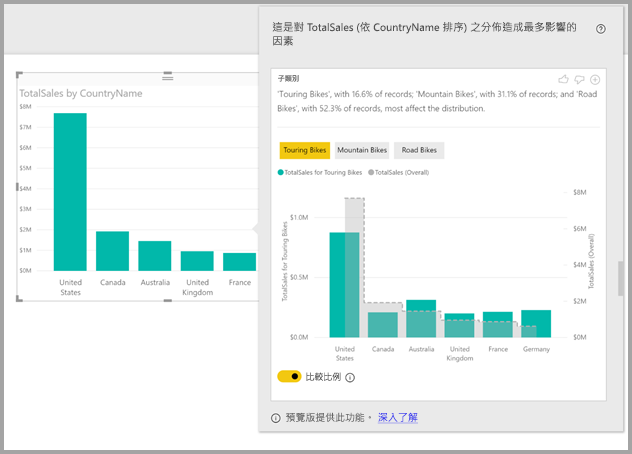 這是對 TotalSales (依 CountryName 排序) 之分佈造成最多影響的
因素
TotalSales by CountryName
$8M
$7M
$6M
$5M
$4M
$3M
$2M
$1M
$0M
United
States
Canada
Australia
United
Kingdom
France
子類別
'Touring Bikes', with 16.6% of records; 'Mountain Bikes', with 31.1% of records; and 'Road
Bikes', with 52.3% of records, most affect the distribution.
Touring Bikes
Mountain Bikes
Road Bikes
TotalSales for Touring Bikes
TotalSales (Overall)
TotalSales for Touring Bikes
$1.0M
$0.5M
$0.0M
$8M
$6M
$4M
$2M
$0M
TotalSales (Overall)
United
States
Canada
Australia
United
Kingdom
France
Germany
比較比例
預覽版提供此功能。 深入了解